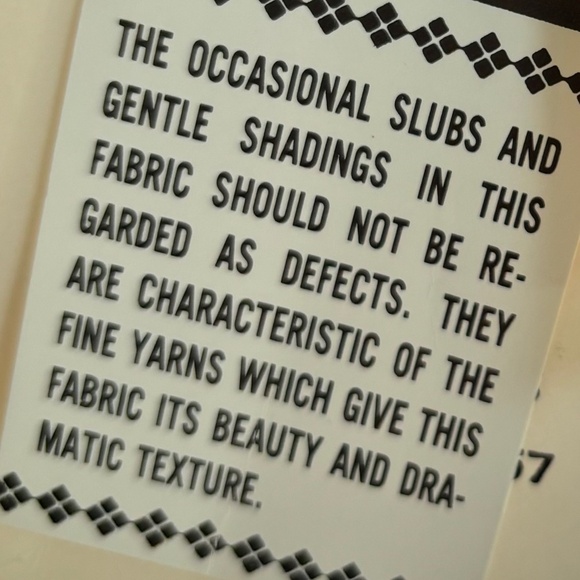 THE OCCASIONAL SLUBS AND
GENTLE SHADINGS IN THIS
FABRIC SHOULD NOT BE RE-
GARDED AS DEFECTS. THEY
ARE CHARACTERISTIC OF THE
FINE YARNS WHICH GIVE THIS
FABRIC ITS BEAUTY AND DRA-
MATIC TEXTURE.